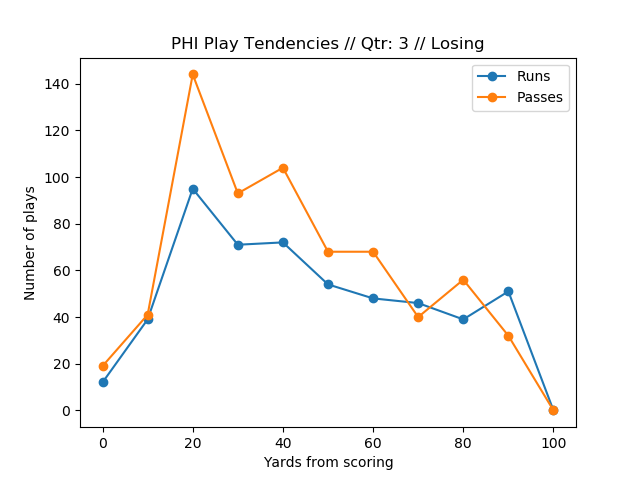 PHI Play Tendencies // Qtr: 3 // Losing
Runs
Passes
140
120
100
80
60
40
20
0
Number of plays
0 20 40 60 80 100
Yards from scoring